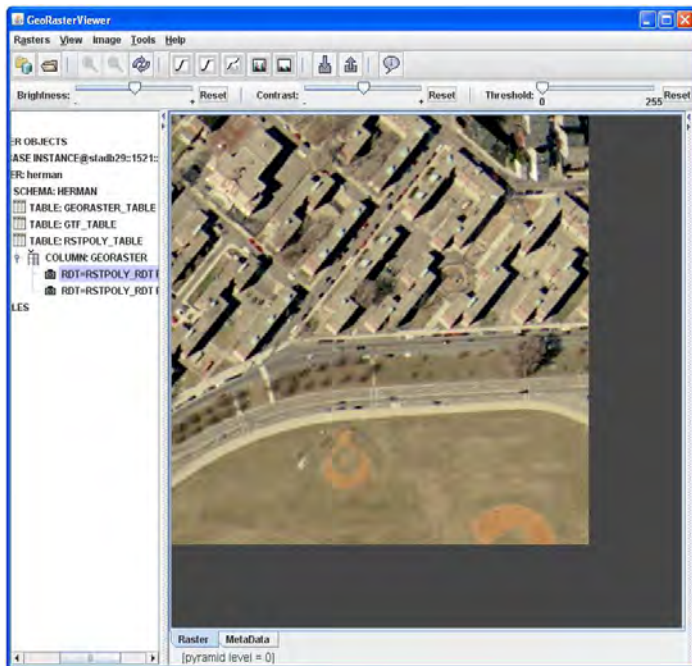 GeoRasterViewer
Rasters View Image Tools Help
Brightness: - + Reset Contrast: - + Reset Threshold: 0 255 Reset
ER OBJECTS
BASE INSTANCE@stadb29::1521:
ER: herman
SCHEMA: HERMAN
TABLE: GEORASTER_TABLE
TABLE: GTF_TABLE
TABLE: RSTPOLY_TABLE
COLUMN: GEORASTER
RDT=RSTPOLY_RDT
RDT=RSTPOLY_RDT
LES
Raster MetaData
[pyramid level = 0]